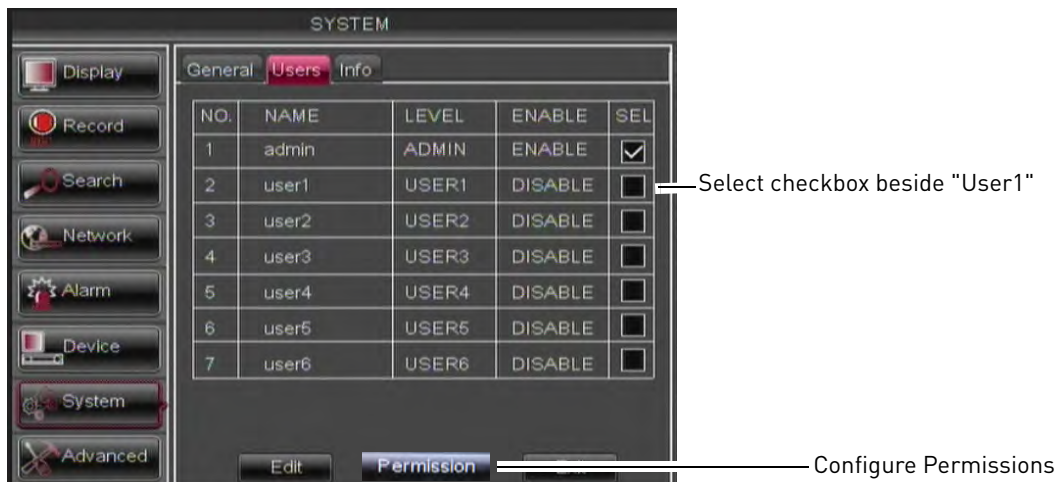 SYSTEM
Display
Record
Search
Network
Alarm
Device
System
Advanced
General Users Info
NO. NAME LEVEL ENABLE SEL
1 admin ADMIN ENABLE
2 user1 USER1 DISABLE
3 user2 USER2 DISABLE
4 user3 USER3 DISABLE
5 user4 USER4 DISABLE
6 user5 USER5 DISABLE
7 user6 USER6 DISABLE
Edit Permission
Select checkbox beside "User1"
Configure Permissions